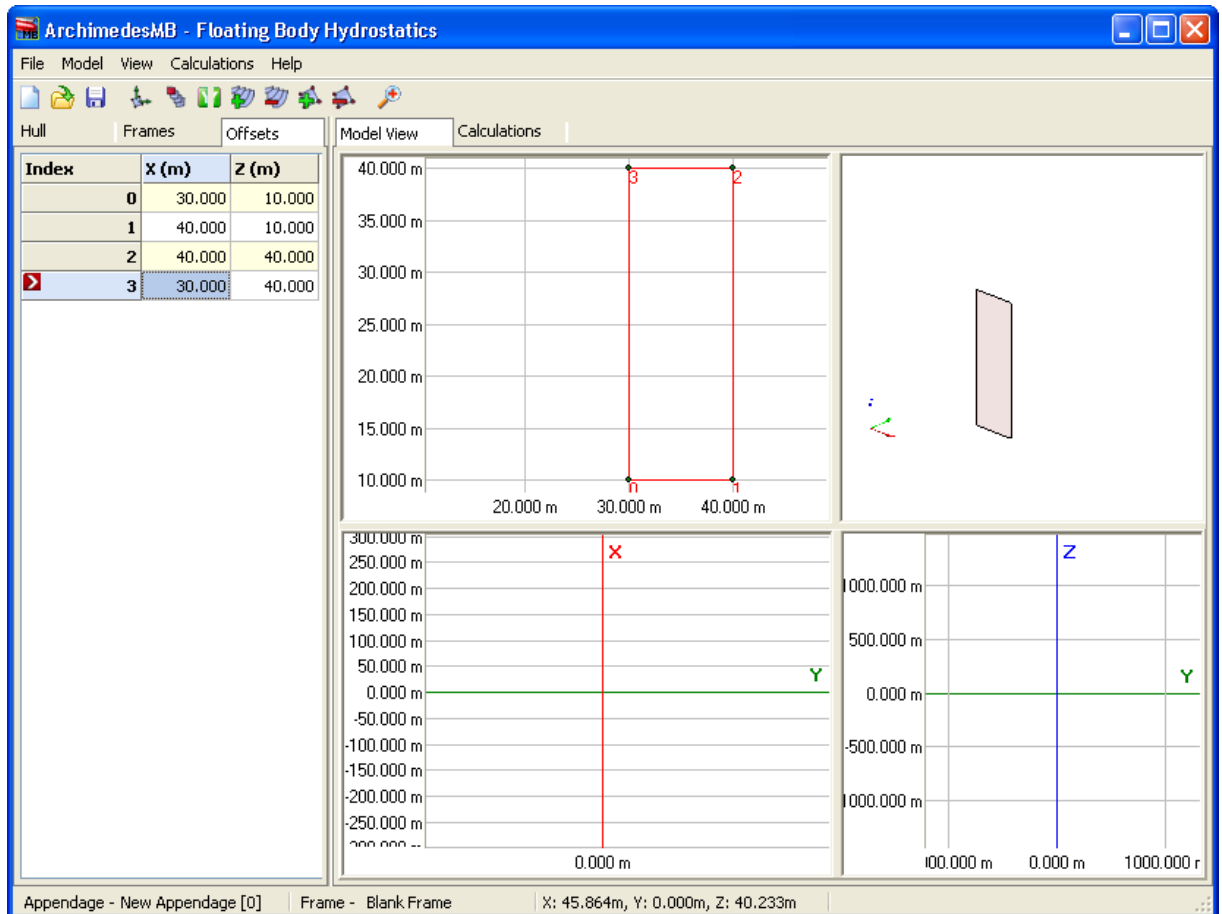 ArchimedesMB - Floating Body Hydrostatics
File Model View Calculations Help
Hull Frames Offsets
Model View Calculations
Index X (m) Z (m)
0 30.000 10.000
1 40.000 10.000
2 40.000 40.000
3 30.000 40.000
40.000 m
35.000 m
30.000 m
25.000 m
20.000 m
15.000 m
10.000 m
3 2
0 1
20.000 m 30.000 m 40.000 m
300.000 m
250.000 m
200.000 m
150.000 m
100.000 m
50.000 m
0.000 m
-50.000 m
-100.000 m
-150.000 m
-200.000 m
-250.000 m
X
Y
0.000 m
Z
1000.000 m
500.000 m
Y
0.000 m
-500.000 m
1000.000 m
00.000 m 0.000 m 1000.000 r
Appendage - New Appendage [0] Frame - Blank Frame X: 45.864m, Y: 0.000m, Z: 40.233m